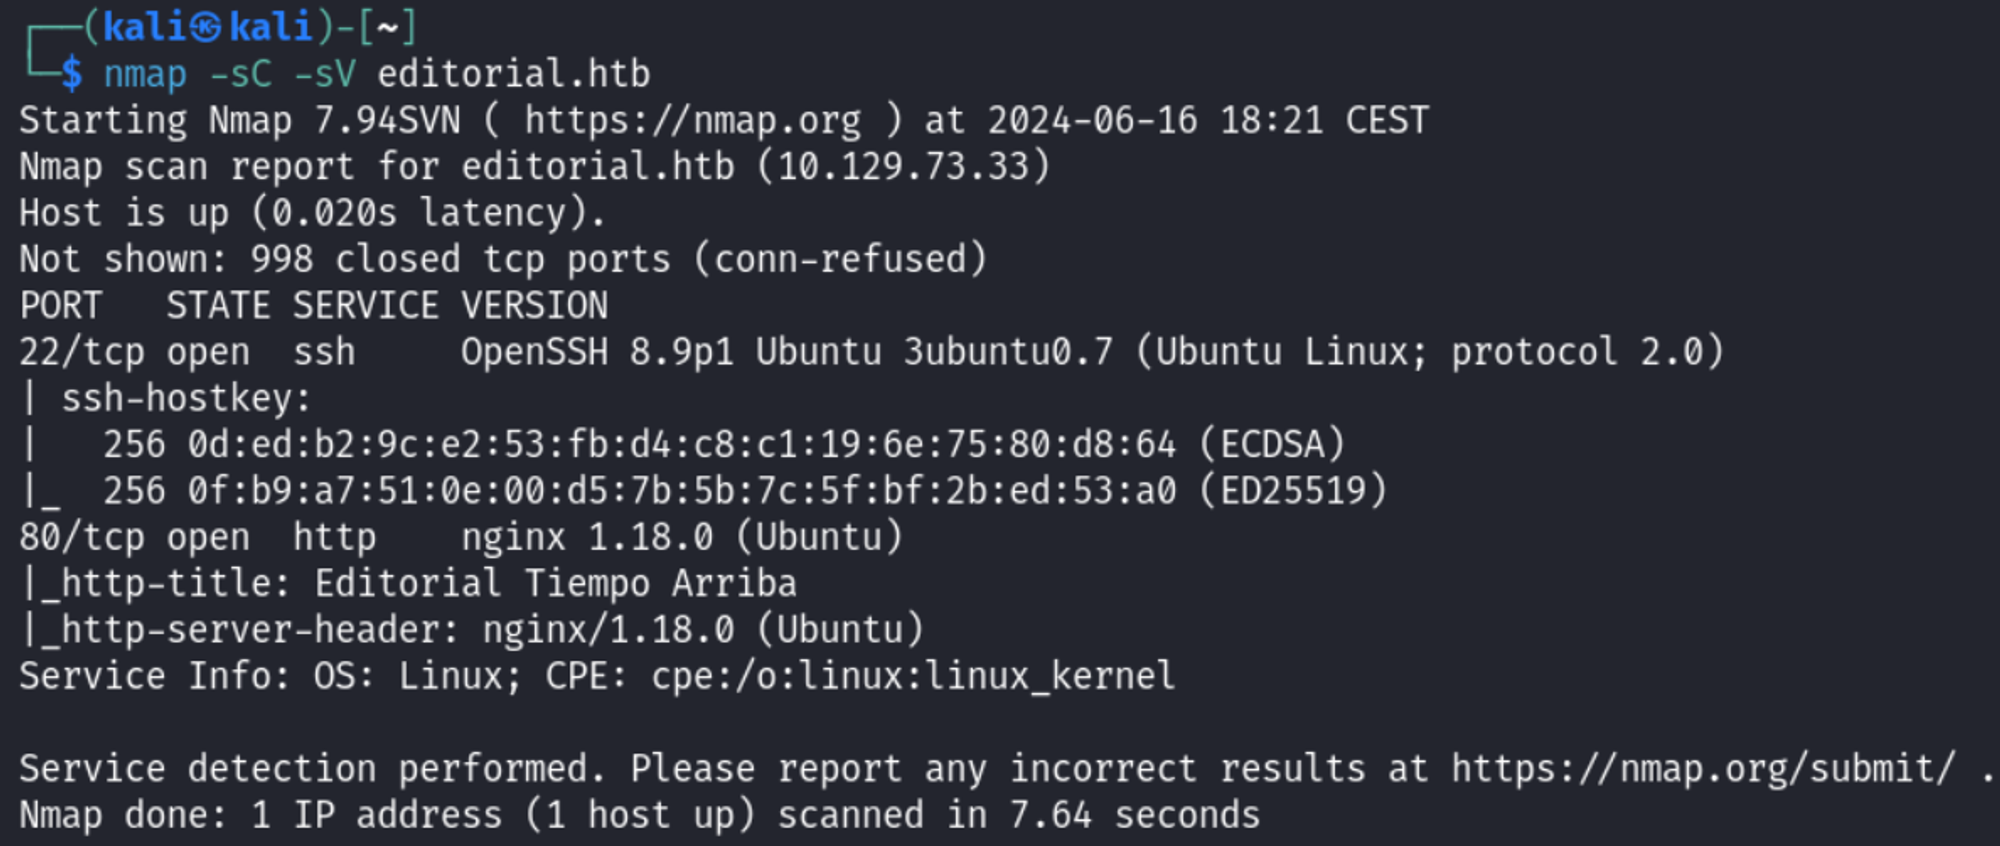 ┌──(kali㉿kali)-[~]
└─$ nmap -sC -sV editorial.htb
Starting Nmap 7.94SVN ( https://nmap.org ) at 2024-06-16 18:21 CEST
Nmap scan report for editorial.htb (10.129.73.33)
Host is up (0.020s latency).
Not shown: 998 closed tcp ports (conn-refused)
PORT   STATE SERVICE VERSION
22/tcp open  ssh     OpenSSH 8.9p1 Ubuntu 3ubuntu0.7 (Ubuntu Linux; protocol 2.0)
| ssh-hostkey:
|   256 0d:ed:b2:9c:e2:53:fb:d4:c8:c1:19:6e:75:80:d8:64 (ECDSA)
|_  256 0f:b9:a7:51:0e:00:d5:7b:5b:7c:5f:bf:2b:ed:53:a0 (ED25519)
80/tcp open  http    nginx 1.18.0 (Ubuntu)
|_http-title: Editorial Tiempo Arriba
|_http-server-header: nginx/1.18.0 (Ubuntu)
Service Info: OS: Linux; CPE: cpe:/o:linux:linux_kernel

Service detection performed. Please report any incorrect results at https://nmap.org/submit/ .
Nmap done: 1 IP address (1 host up) scanned in 7.64 seconds